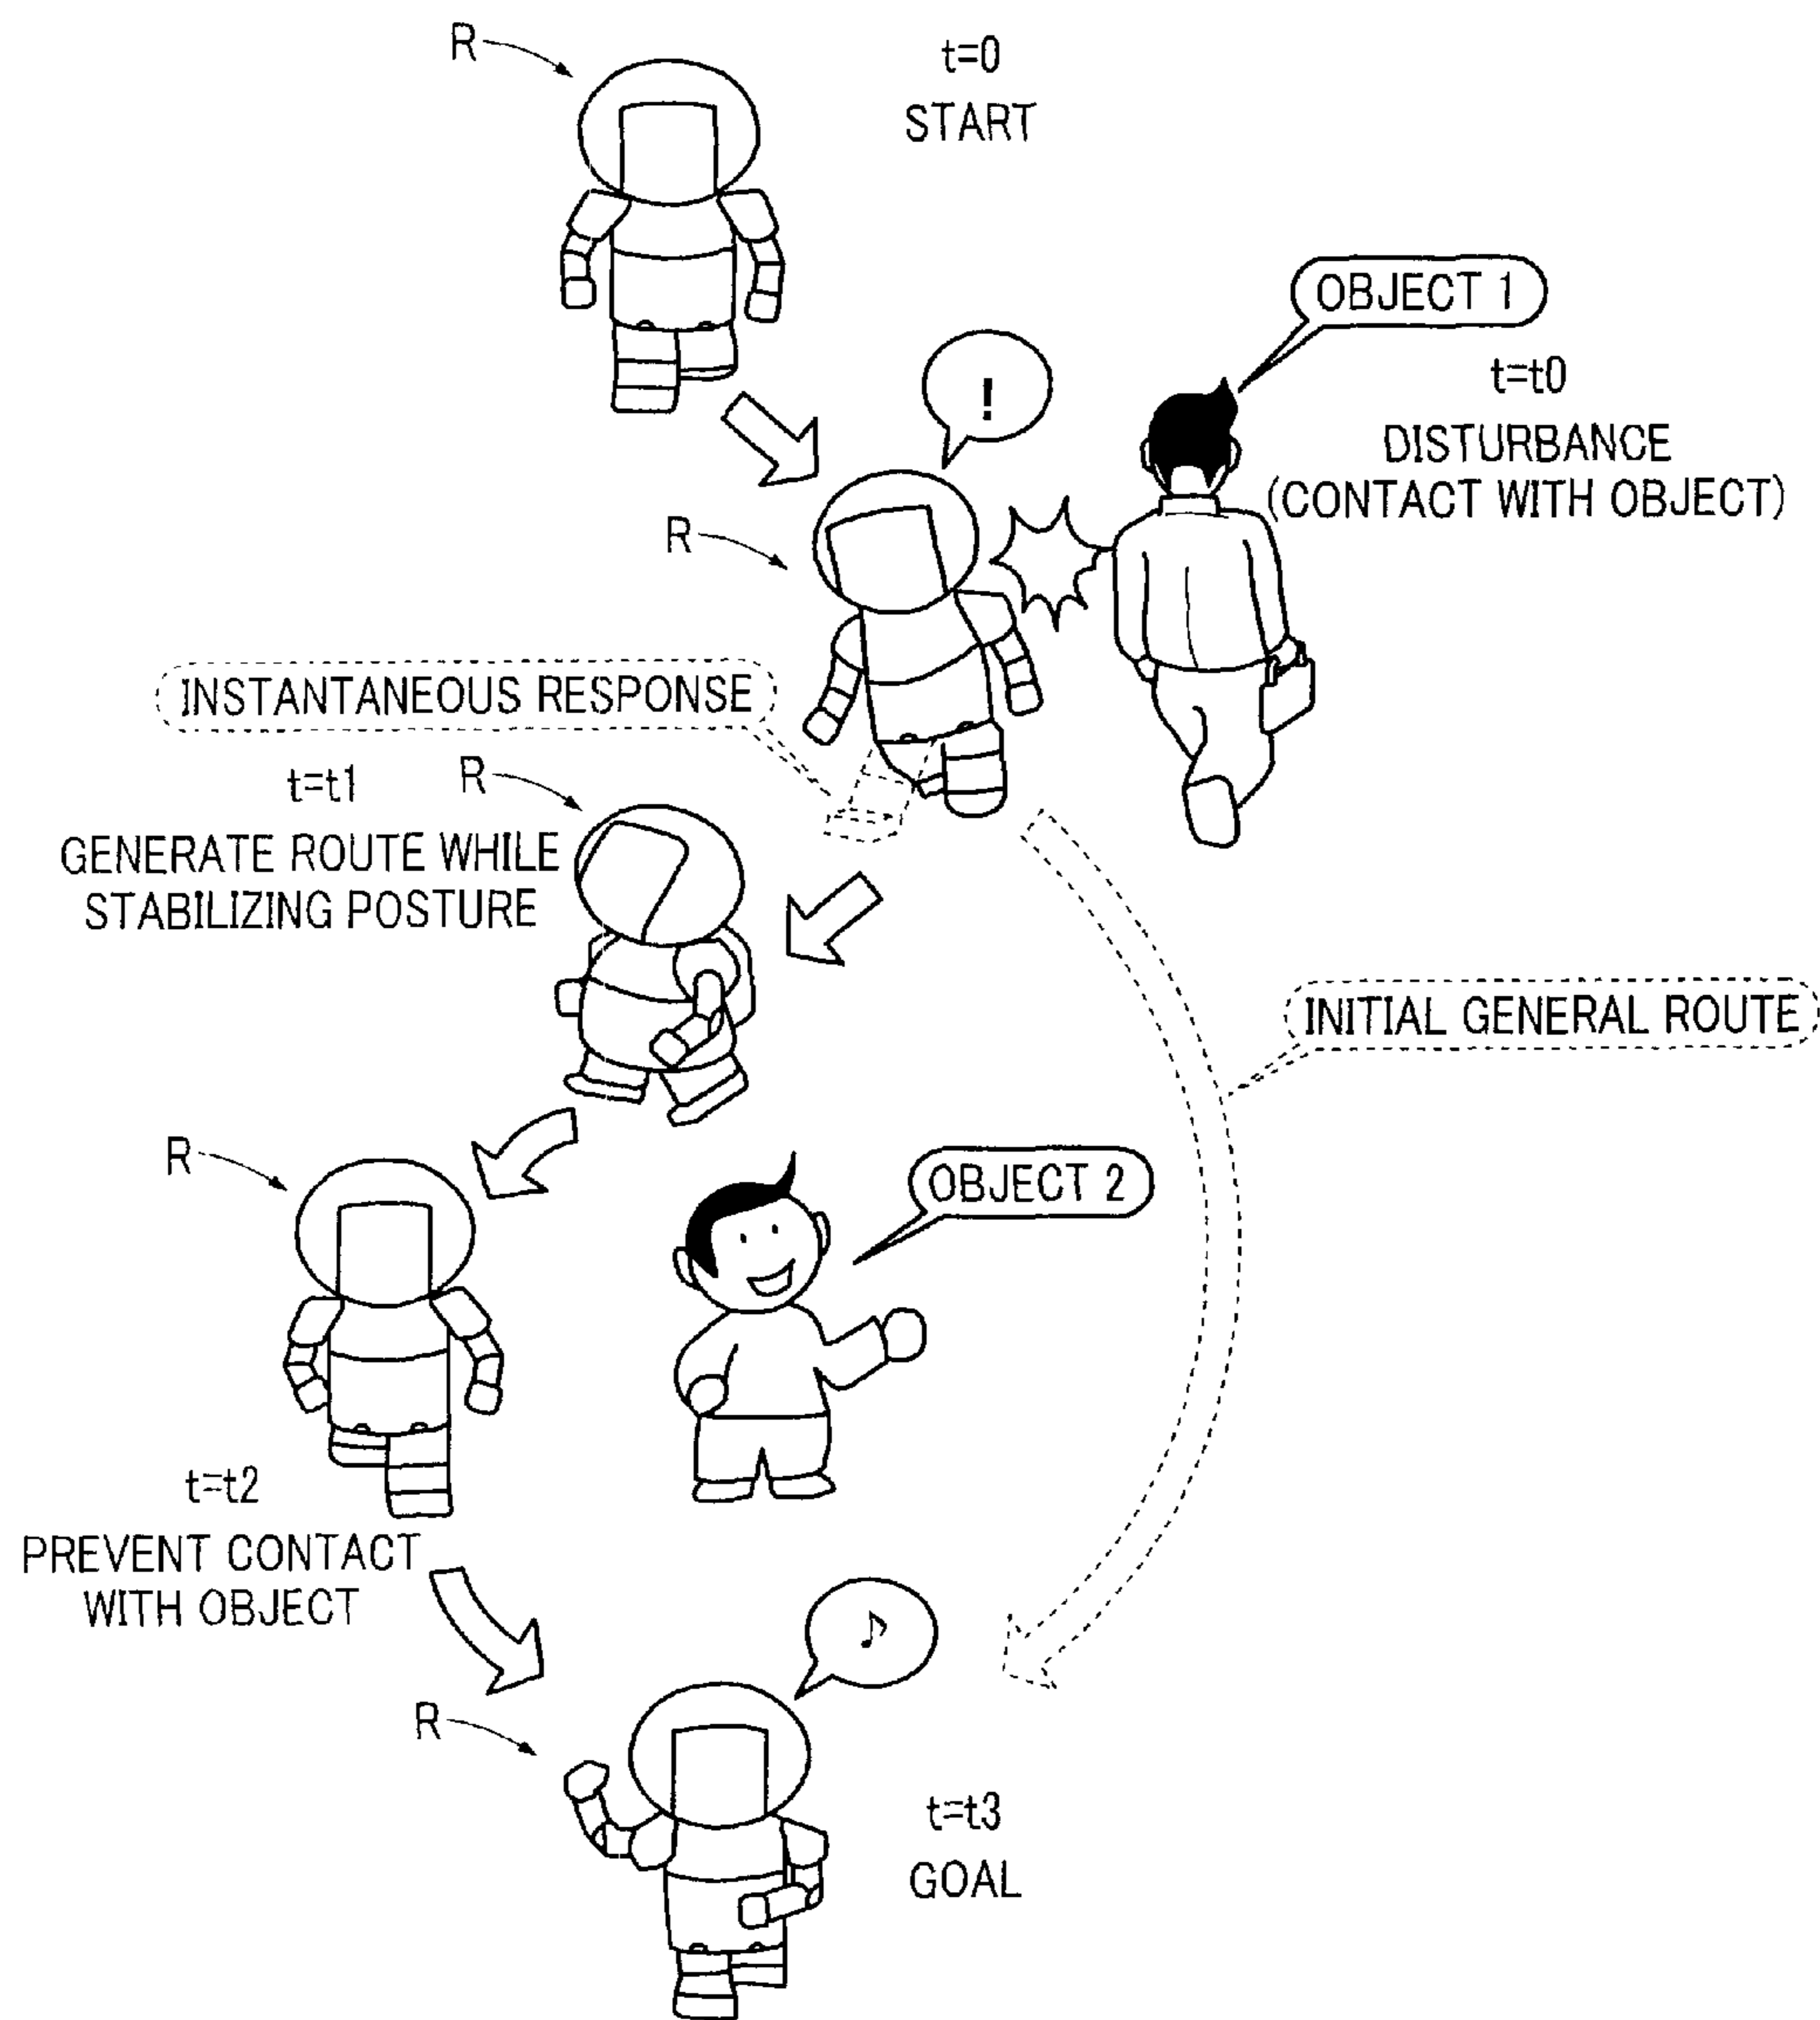 R
t=0
START
OBJECT 1
!
t=t0
DISTURBANCE
(CONTACT WITH OBJECT)
R
INSTANTANEOUS RESPONSE
t=t1
R
GENERATE ROUTE WHILE
STABILIZING POSTURE
INITIAL GENERAL ROUTE
R
OBJECT 2
t=t2
PREVENT CONTACT
WITH OBJECT
♪
R
t=t3
GOAL